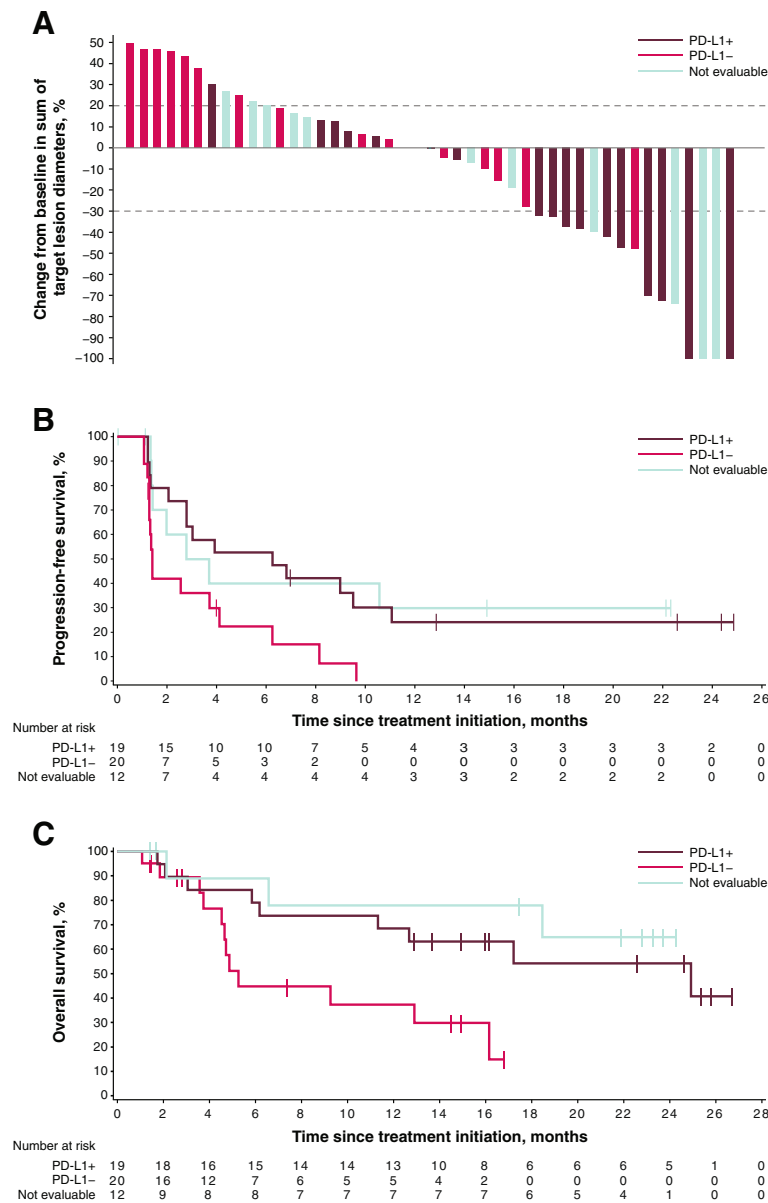 A
Change from baseline in sum of
target lesion diameters, %
50
40
30
20
10
0
−10
−20
−30
−40
−50
−60
−70
−80
−90
−100
PD-L1+
PD-L1−
Not evaluable
B
Progression-free survival, %
100
90
80
70
60
50
40
30
20
10
0
PD-L1+
PD-L1−
Not evaluable
0 2 4 6 8 10 12 14 16 18 20 22 24 26
Time since treatment initiation, months
Number at risk
PD-L1+ 19 15 10 10 7 5 4 3 3 3 3 3 2 0
PD-L1− 20 7 5 3 2 0 0 0 0 0 0 0 0 0
Not evaluable 12 7 4 4 4 4 3 3 2 2 2 2 0 0
C
Overall survival, %
100
90
80
70
60
50
40
30
20
10
0
PD-L1+
PD-L1−
Not evaluable
0 2 4 6 8 10 12 14 16 18 20 22 24 26 28
Time since treatment initiation, months
Number at risk
PD-L1+ 19 18 16 15 14 14 13 10 8 6 6 6 5 1 0
PD-L1− 20 16 12 7 6 5 5 4 2 0 0 0 0 0 0
Not evaluable 12 9 8 8 7 7 7 7 7 6 5 4 1 0 0